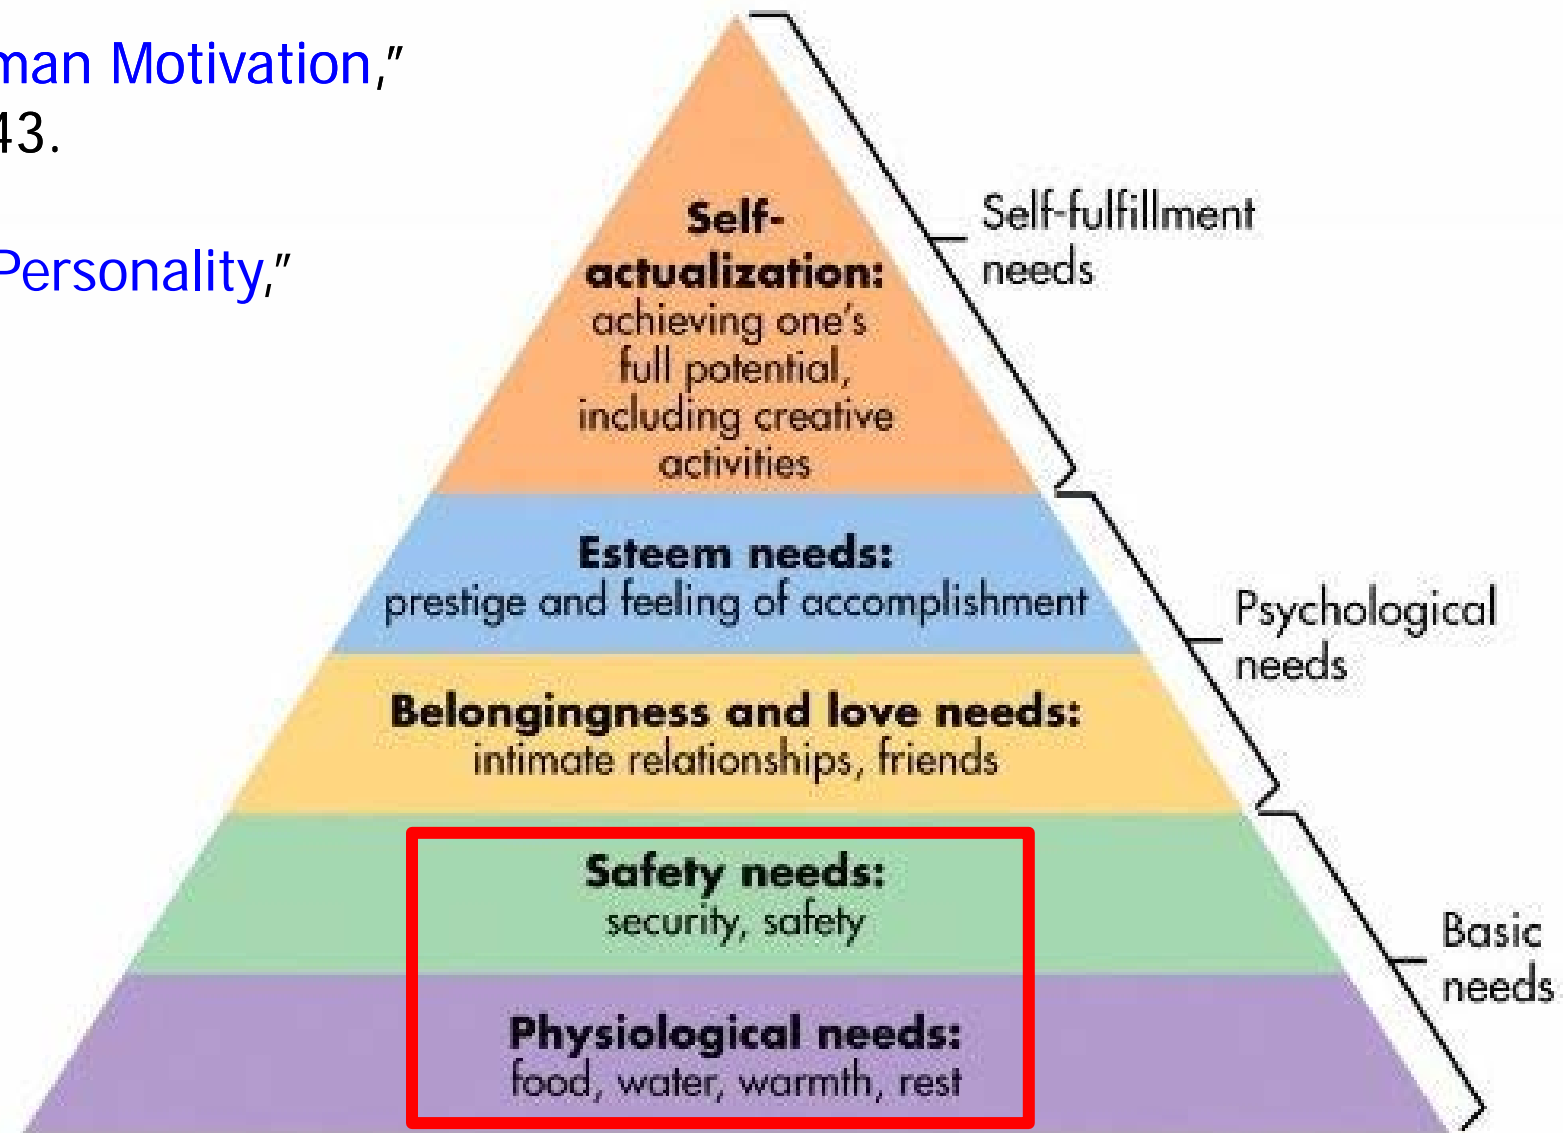 man Motivation,"
43.
Personality,"
Self-
actualization:
achieving one's
full potential,
including creative
activities
Self-fulfillment
needs
Esteem needs:
prestige and feeling of accomplishment
Psychological
needs
Belongingness and love needs:
intimate relationships, friends
Safety needs:
security, safety
Basic
needs
Physiological needs:
food, water, warmth, rest